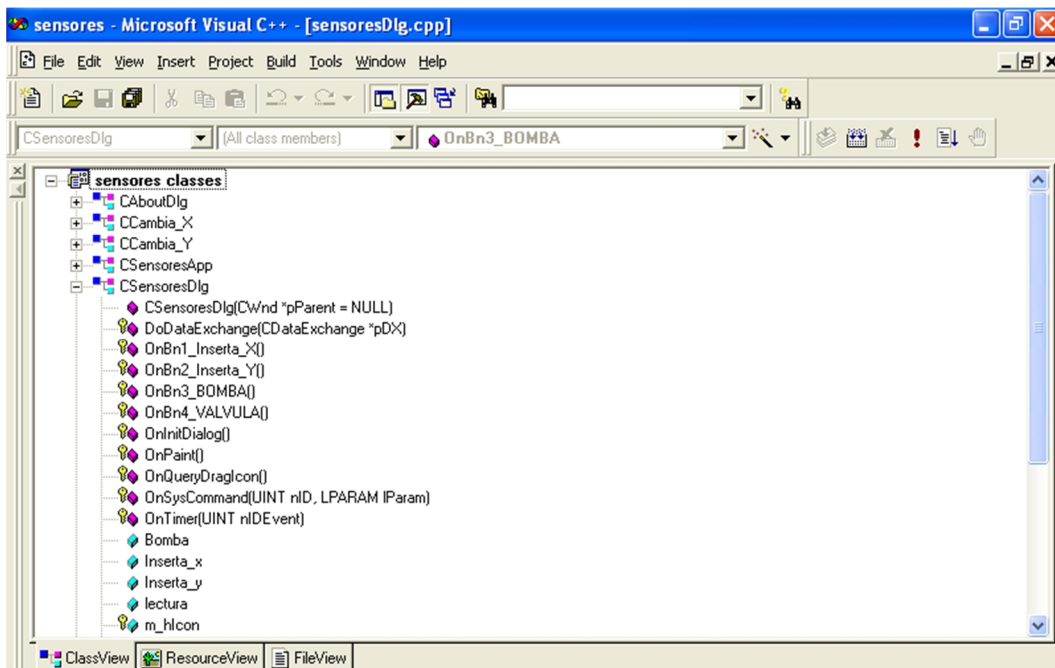 sensores - Microsoft Visual C++ - [sensoresDlg.cpp]
File Edit View Insert Project Build Tools Window Help
CSensoresDlg (All class members) OnBn3_BOMBA
sensores classes
CAboutDlg
CCambia_X
CCambia_Y
CSensoresApp
CSensoresDlg
CSensoresDlg(CWnd *pParent = NULL)
DoDataExchange(CDataExchange *pDX)
OnBn1_Inserta_X()
OnBn2_Inserta_Y()
OnBn3_BOMBA()
OnBn4_VALVULA()
OnInitDialog()
OnPaint()
OnQueryDragIcon()
OnSysCommand(UINT nID, LPARAM lParam)
OnTimer(UINT nIDEvent)
Bomba
Inserta_x
Inserta_y
lectura
m_hIcon
ClassView ResourceView FileView